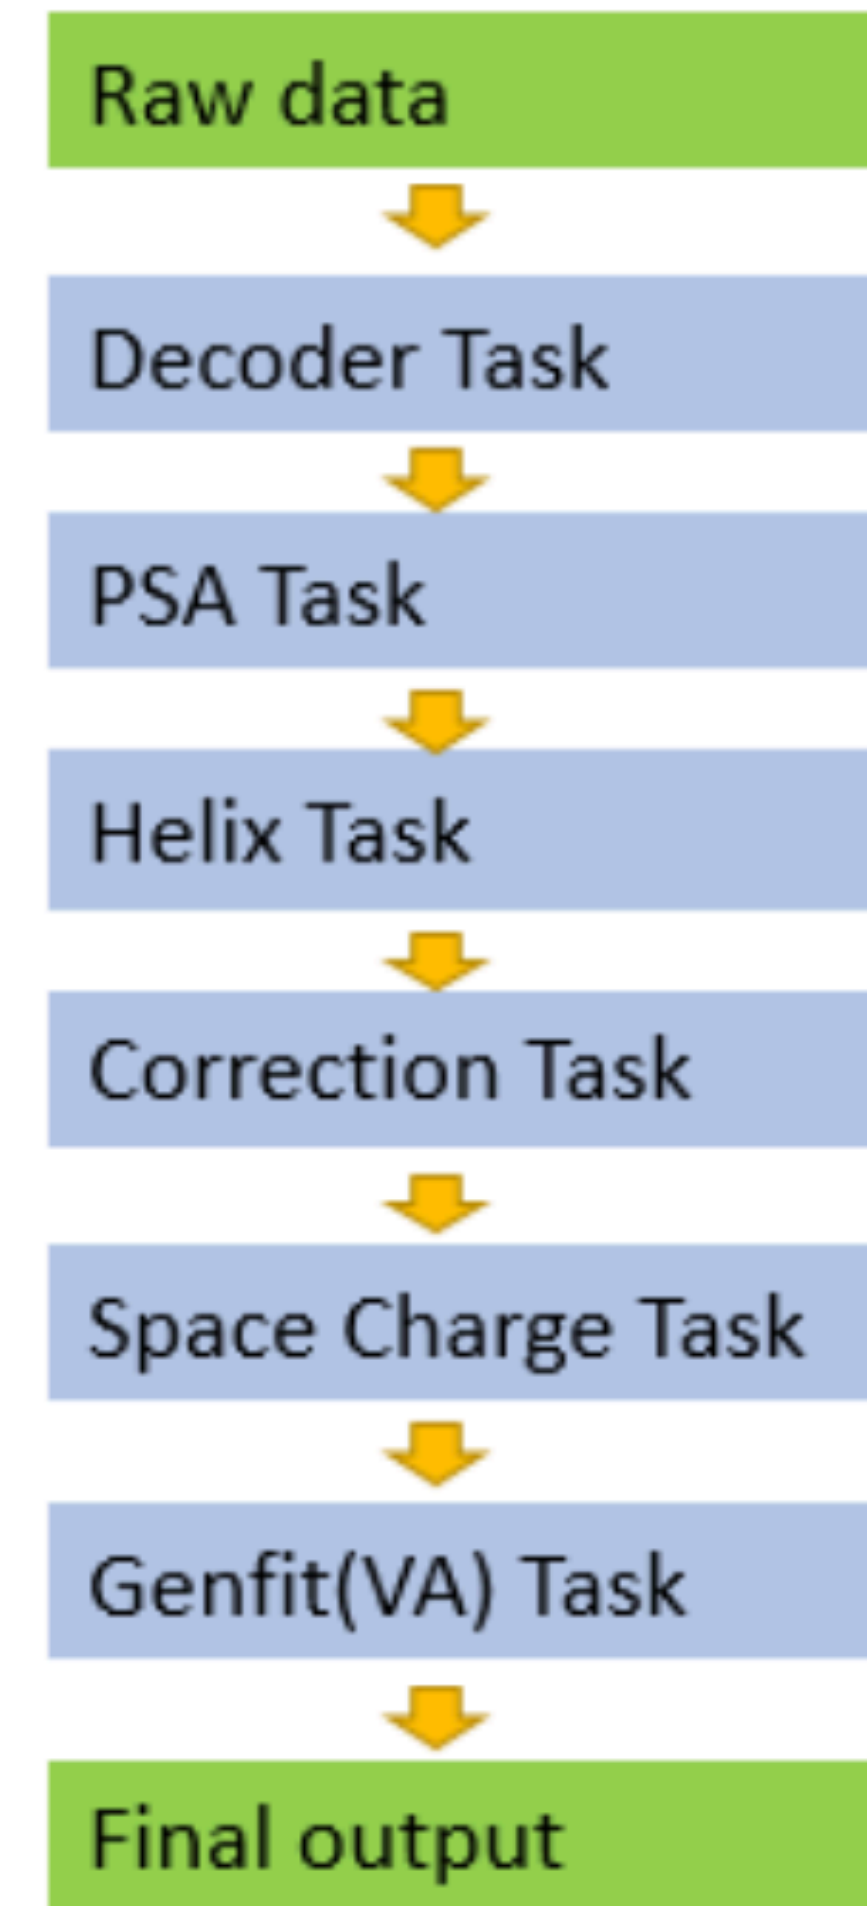 Raw data
Decoder Task
PSA Task
Helix Task
Correction Task
Space Charge Task
Genfit(VA) Task
Final output